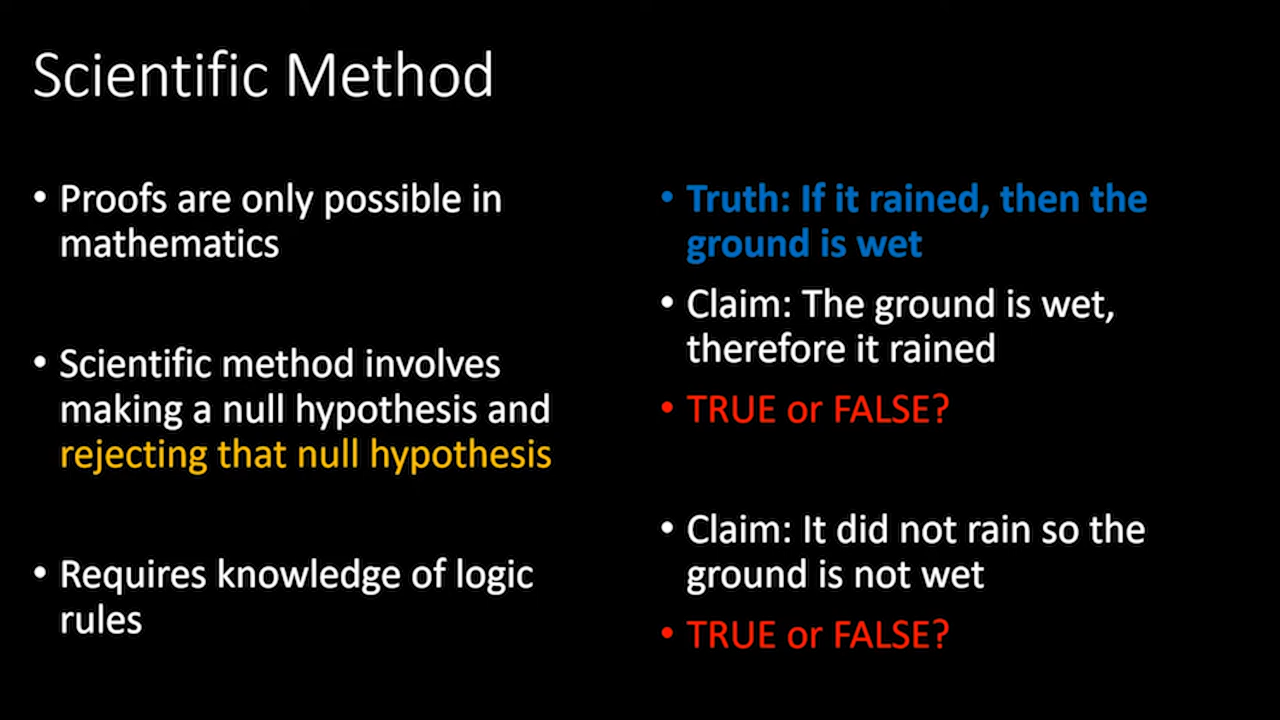 Scientific Method
• Proofs are only possible in
mathematics
• Scientific method involves
making a null hypothesis and
rejecting that null hypothesis
• Requires knowledge of logic
rules
• Truth: If it rained, then the
ground is wet
• Claim: The ground is wet,
therefore it rained
• TRUE or FALSE?
• Claim: It did not rain so the
ground is not wet
• TRUE or FALSE?